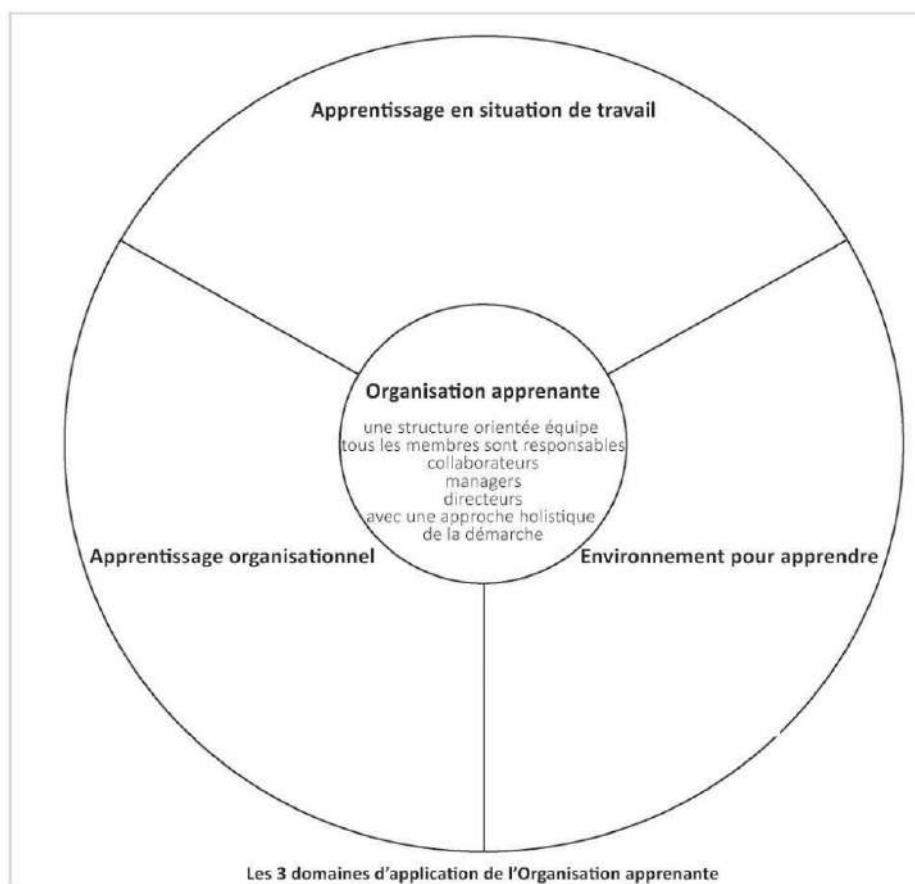 Apprentissage en situation de travail
Organisation apprenante
une structure orientée équipe
tous les membres sont responsables
collaborateurs
managers
directeurs
avec une approche holistique
de la démarche
Apprentissage organisationnel
Environnement pour apprendre
Les 3 domaines d'application de l'Organisation apprenante